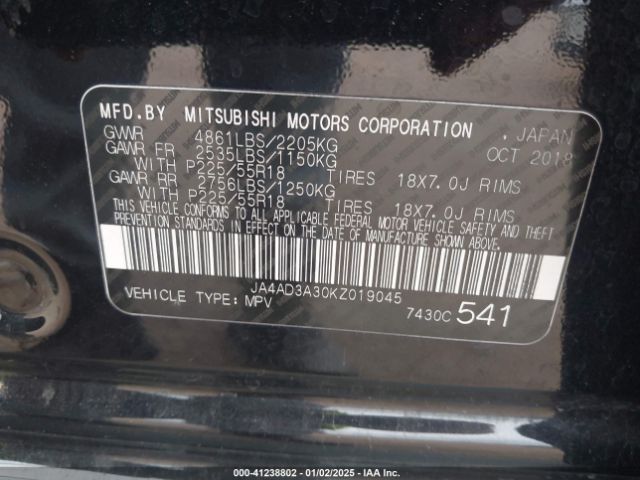 MFD.BY MITSUBISHI MOTORS CORPORATION , JAPAN
GVWR 4861LBS/2205KG OCT 2018
GAWR FR 2535LBS/1150KG
WITH P225/55R18 TIRES 18X7.0J RIMS
GAWR RR 2756LBS/1250KG
WITH P225/55R18 TIRES 18X7.0J RIMS
THIS VEHICLE CONFORMS TO ALL APPLICABLE FEDERAL MOTOR VEHICLE SAFETY AND THEFT
PREVENTION STANDARDS IN EFFECT ON THE DATE OF MANUFACTURE SHOWN ABOVE.
JA4AD3A30KZ019045
VEHICLE TYPE: MPV 7430C 541
000-41238802 - 01/02/2025 - IAA Inc.